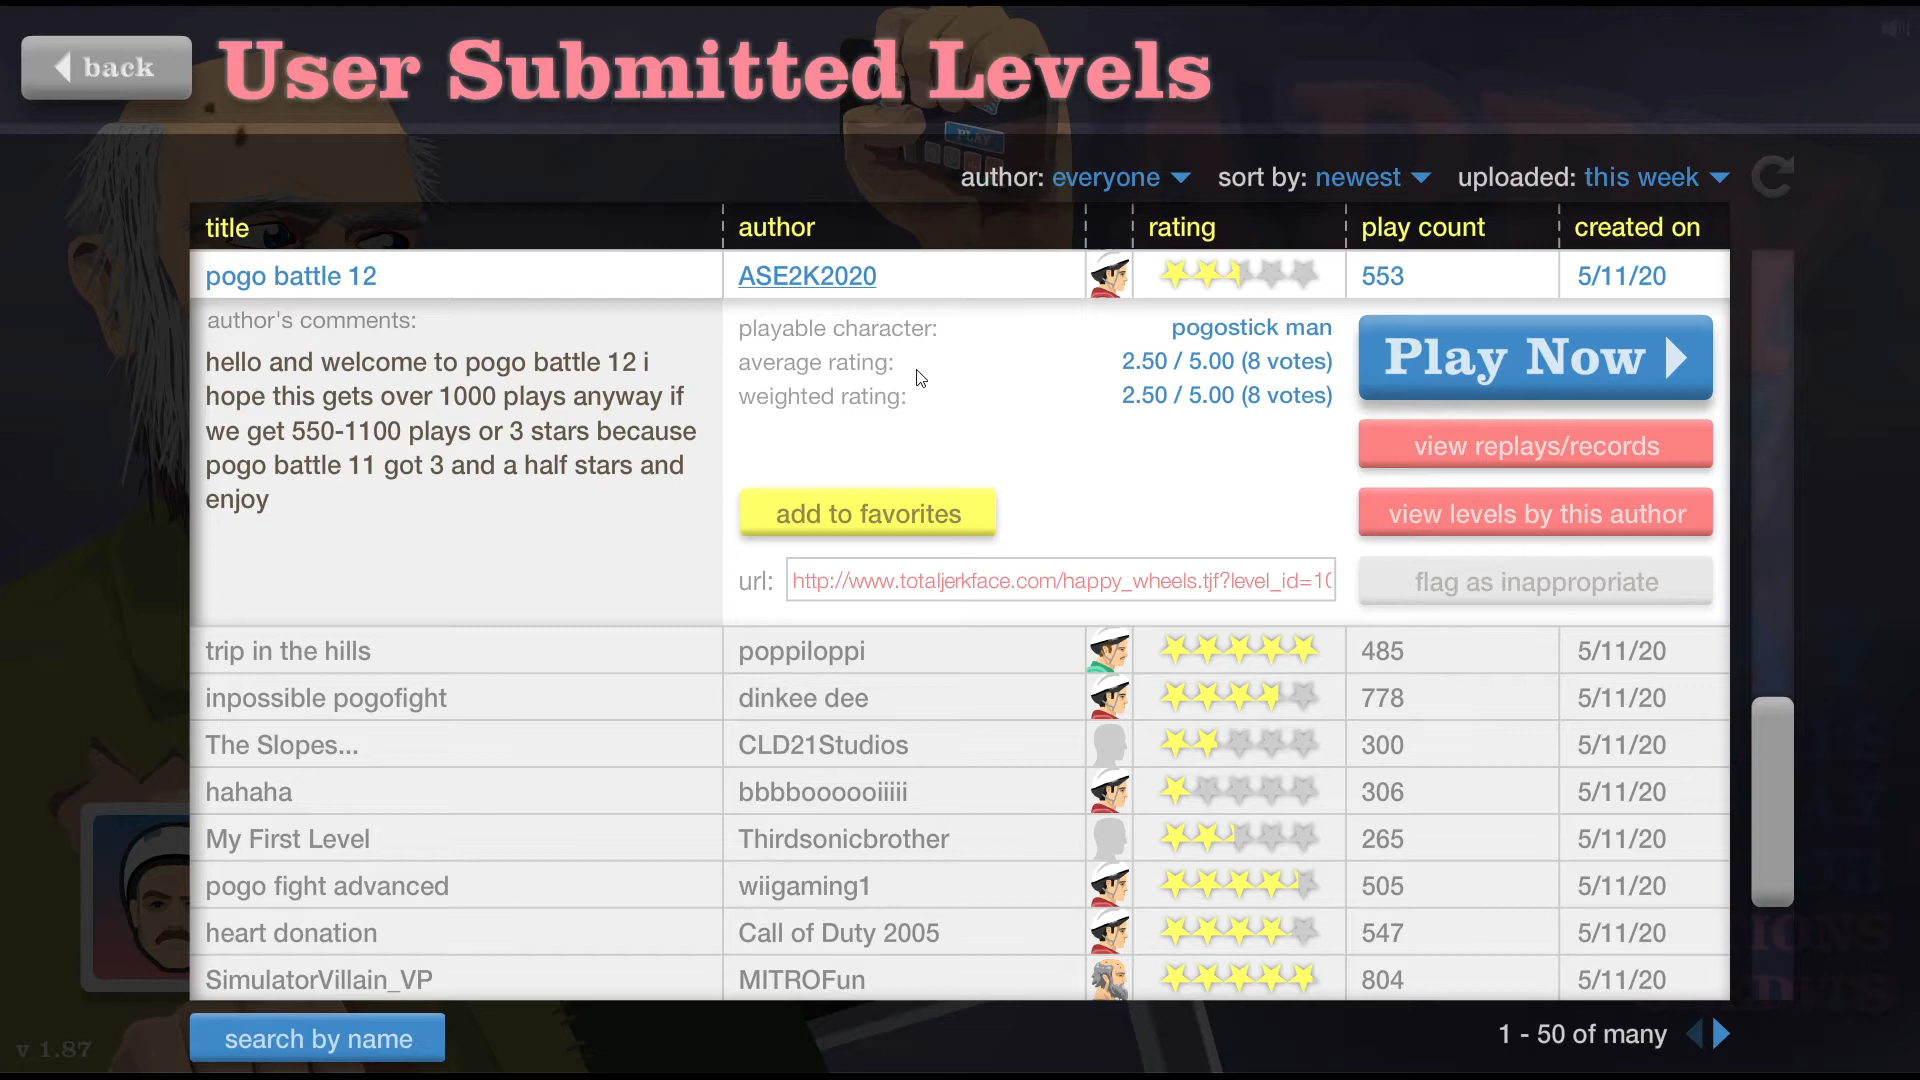 back
User Submitted Levels
PLAY
author: everyone sort by: newest uploaded: this week
title author rating play count created on
pogo battle 12 ASE2K2020 553 5/11/20
author's comments:
hello and welcome to pogo battle 12 i
hope this gets over 1000 plays anyway if
we get 550-1100 plays or 3 stars because
pogo battle 11 got 3 and a half stars and
enjoy
playable character: pogostick man
average rating: 2.50 / 5.00 (8 votes)
weighted rating: 2.50 / 5.00 (8 votes)
Play Now
view replays/records
add to favorites
view levels by this author
url: http://www.totaljerkface.com/happy_wheels.tjf?level_id=1
flag as inappropriate
trip in the hills poppiloppi 485 5/11/20
inpossible pogofight dinkee dee 778 5/11/20
The Slopes... CLD21Studios 300 5/11/20
hahaha bbbboooooiiiii 306 5/11/20
My First Level Thirdsonicbrother 265 5/11/20
pogo fight advanced wiigaming1 505 5/11/20
heart donation Call of Duty 2005 547 5/11/20
SimulatorVillain_VP MITROFun 804 5/11/20
search by name
1 - 50 of many
v 1.87